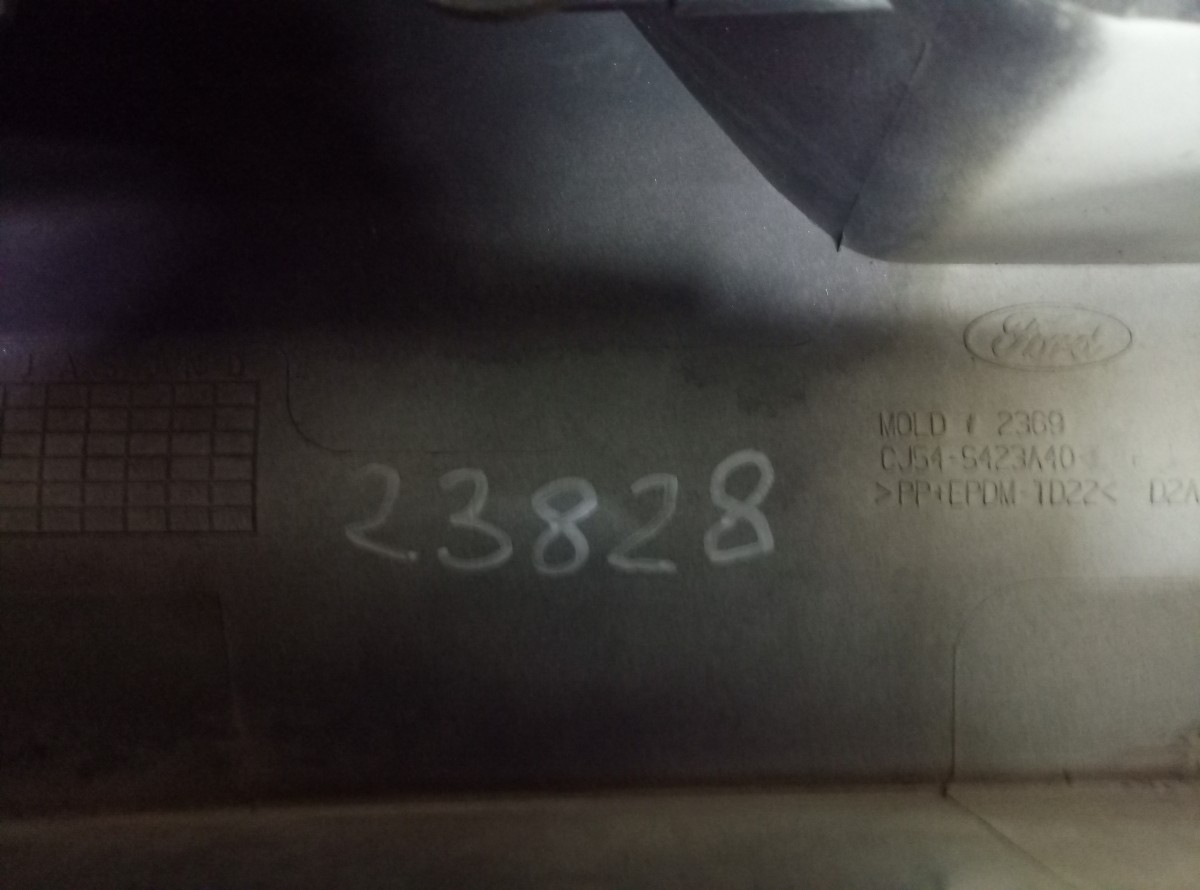 Ford
MOLD # 2369
CJ54-S423A40
>PP+EPDM-TD22<
23828